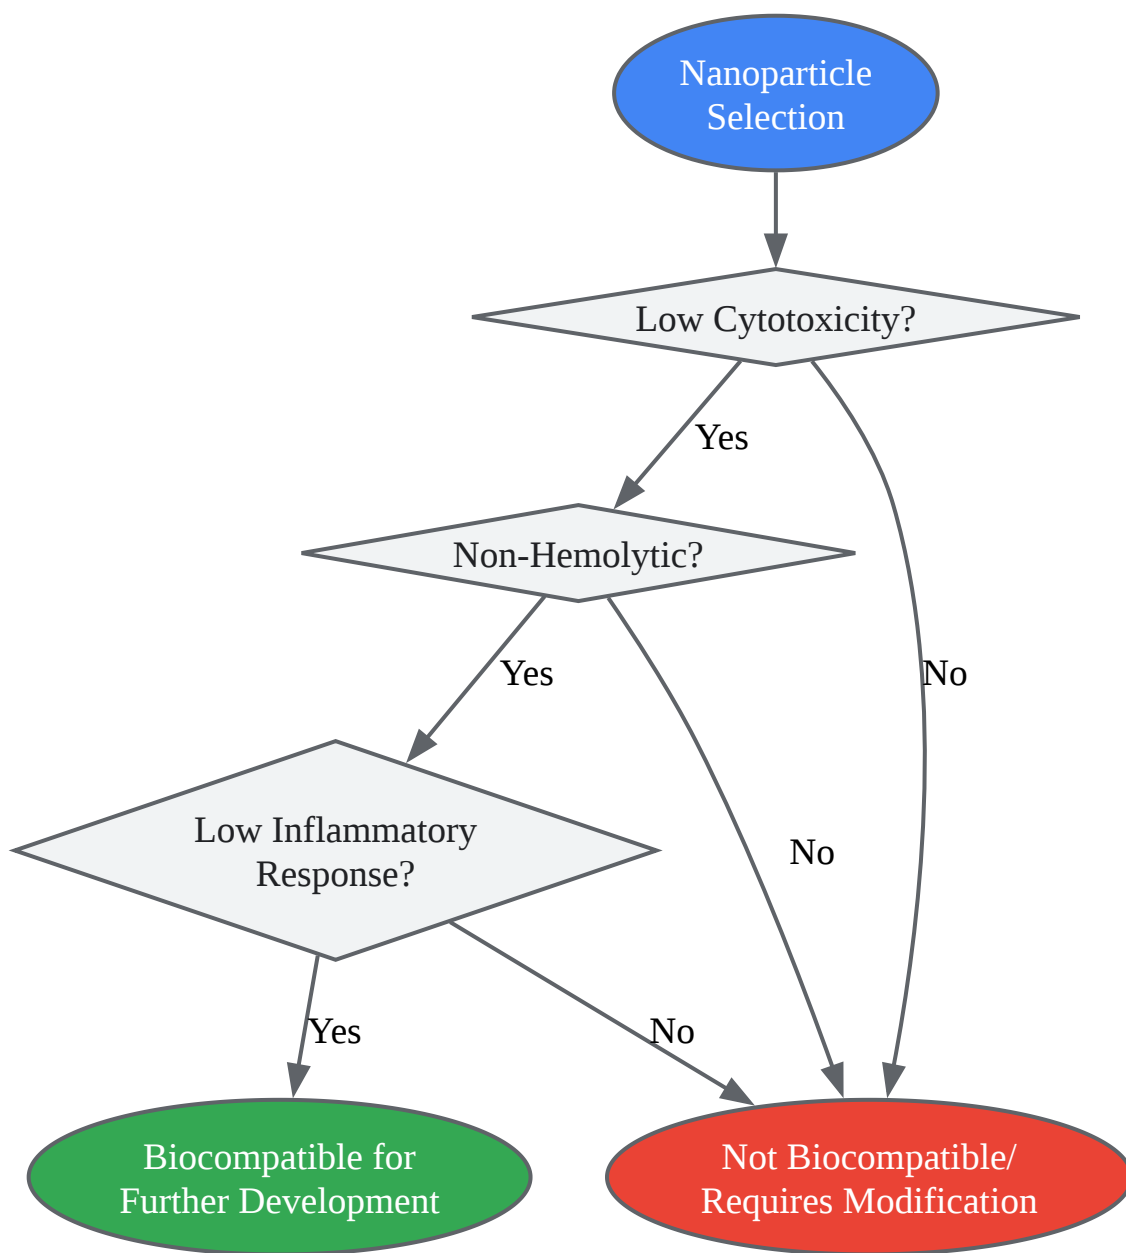 Nanoparticle
Selection
Low Cytotoxicity?
Yes
Non-Hemolytic?
Yes
No
Low Inflammatory
Response?
No
Yes
No
Biocompatible for
Further Development
Not Biocompatible/
Requires Modification